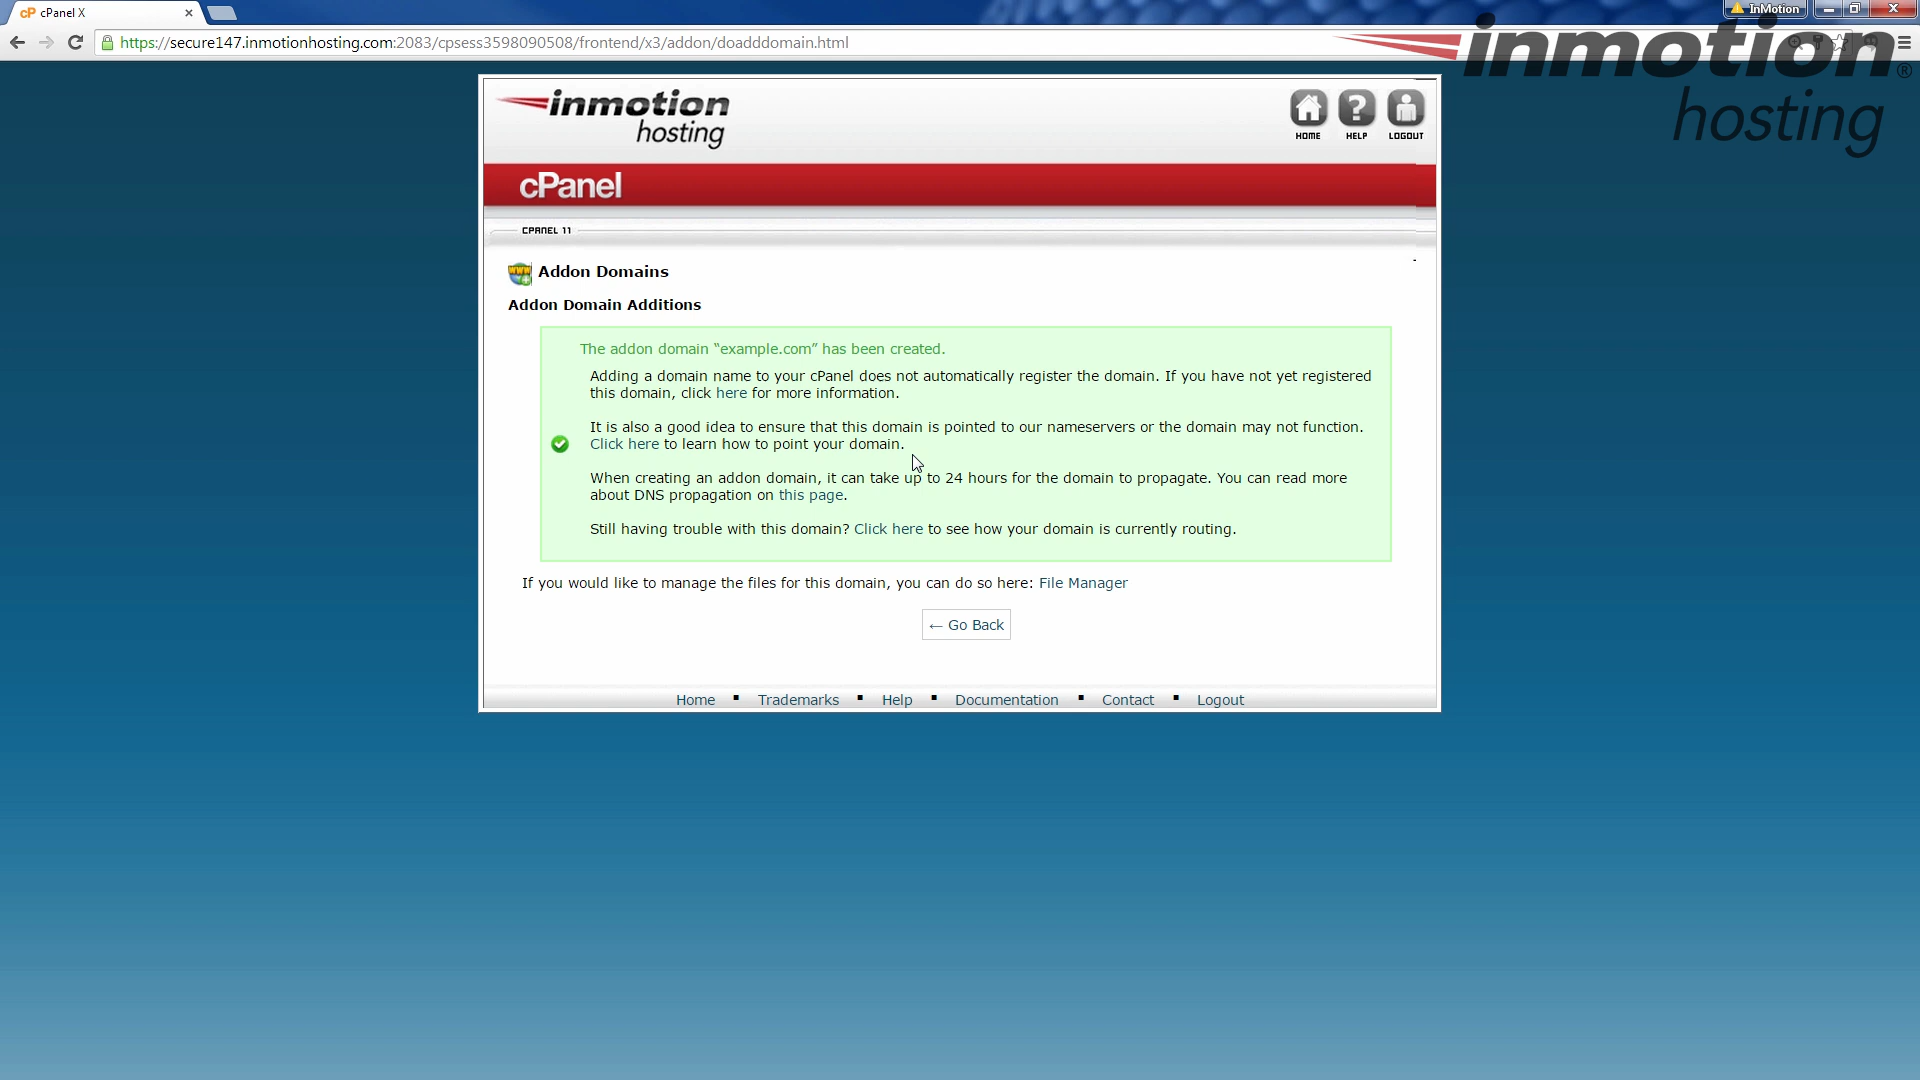 cP cPanel X
InMotion
https://secure147.inmotionhosting.com:2083/cpsess3598090508/frontend/x3/addon/doadddomain.html
inmotion®
hosting
inmotion
hosting
HOME HELP LOGOUT
cPanel
CPANEL 11
Addon Domains
Addon Domain Additions
The addon domain “example.com” has been created.
Adding a domain name to your cPanel does not automatically register the domain. If you have not yet registered
this domain, click here for more information.
It is also a good idea to ensure that this domain is pointed to our nameservers or the domain may not function.
Click here to learn how to point your domain.
When creating an addon domain, it can take up to 24 hours for the domain to propagate. You can read more
about DNS propagation on this page.
Still having trouble with this domain? Click here to see how your domain is currently routing.
If you would like to manage the files for this domain, you can do so here: File Manager
← Go Back
Home ▪ Trademarks ▪ Help ▪ Documentation ▪ Contact ▪ Logout